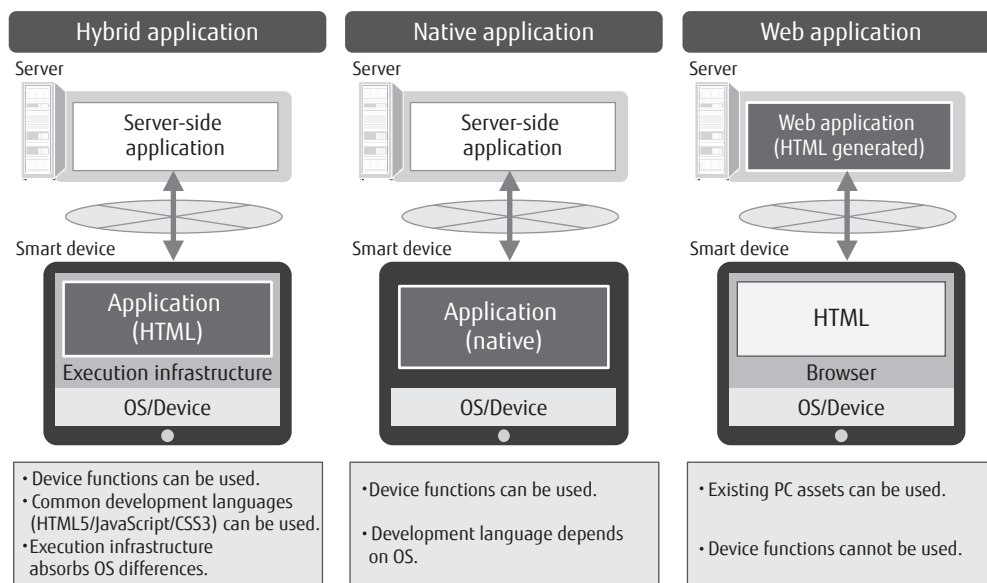 Hybrid application
Server
Server-side
application
Smart device
Application
(HTML)
Execution infrastructure
OS/Device
・Device functions can be used.
・Common development languages
(HTML5/JavaScript/CSS3) can be used.
・Execution infrastructure
absorbs OS differences.
Native application
Server
Server-side
application
Smart device
Application
(native)
OS/Device
・Device functions can be used.
・Development language depends
on OS.
Web application
Server
Web application
(HTML generated)
Smart device
HTML
Browser
OS/Device
・Existing PC assets can be used.
・Device functions cannot be used.